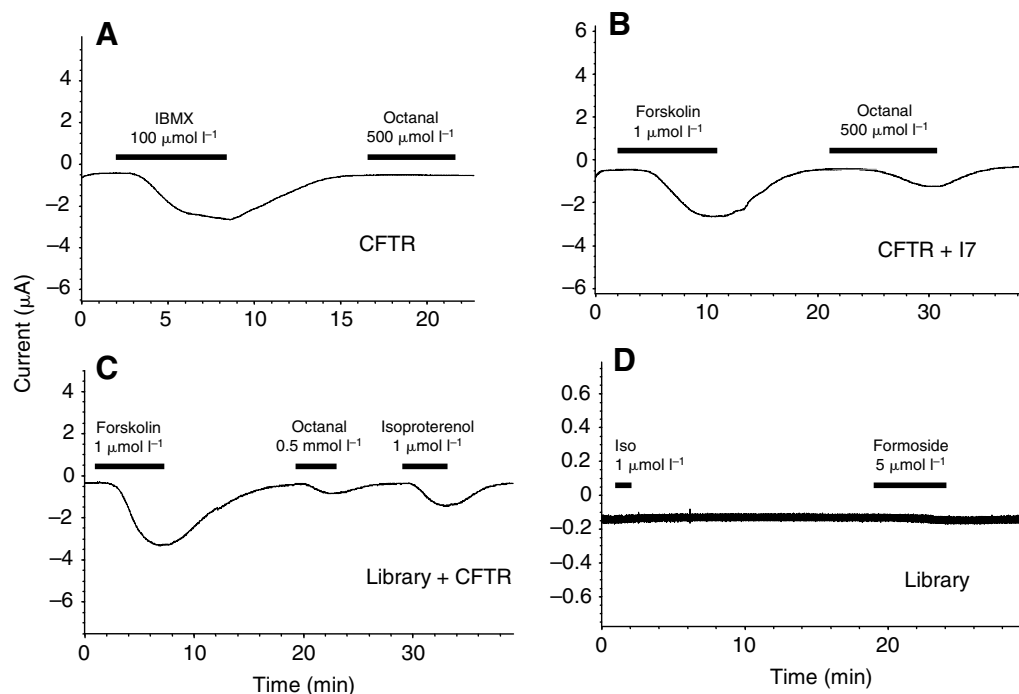 A
4
2
0
–2
–4
–6
IBMX
100 μmol l⁻¹
Octanal
500 μmol l⁻¹
CFTR
0 5 10 15 20
B
6
4
2
0
–2
–4
–6
Forskolin
1 μmol l⁻¹
Octanal
500 μmol l⁻¹
CFTR + I7
0 10 20 30
Current (μA)
C
4
2
0
–2
–4
–6
Forskolin
1 μmol l⁻¹
Octanal
0.5 mmol l⁻¹
Isoproterenol
1 μmol l⁻¹
Library + CFTR
0 10 20 30
Time (min)
D
0.6
0.4
0.2
0
–0.2
–0.4
–0.6
Iso
1 μmol l⁻¹
Formoside
5 μmol l⁻¹
Library
0 10 20
Time (min)